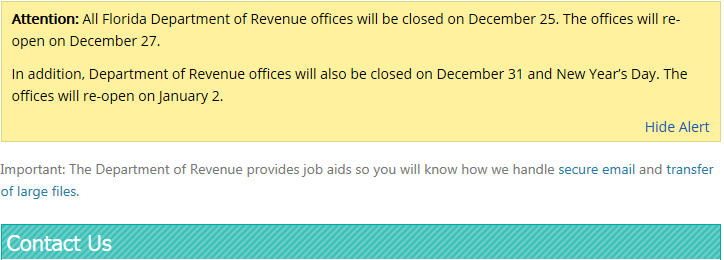 Attention: All Florida Department of Revenue offices will be closed on December 25. The offices will re-
open on December 27.
In addition, Department of Revenue offices will also be closed on December 31 and New Year’s Day. The
offices will re-open on January 2.
Hide Alert
Important: The Department of Revenue provides job aids so you will know how we handle secure email and transfer
of large files.
Contact Us